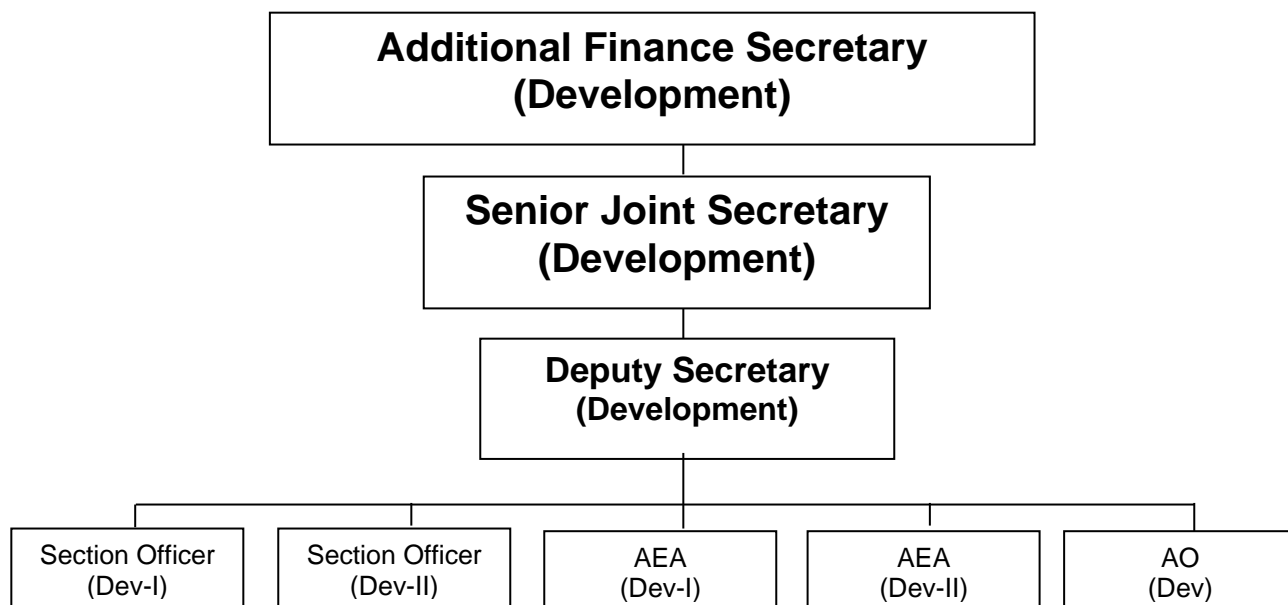 Additional Finance Secretary
(Development)
Senior Joint Secretary
(Development)
Deputy Secretary
(Development)
Section Officer
(Dev-I)
Section Officer
(Dev-II)
AEA
(Dev-I)
AEA
(Dev-II)
AO
(Dev)